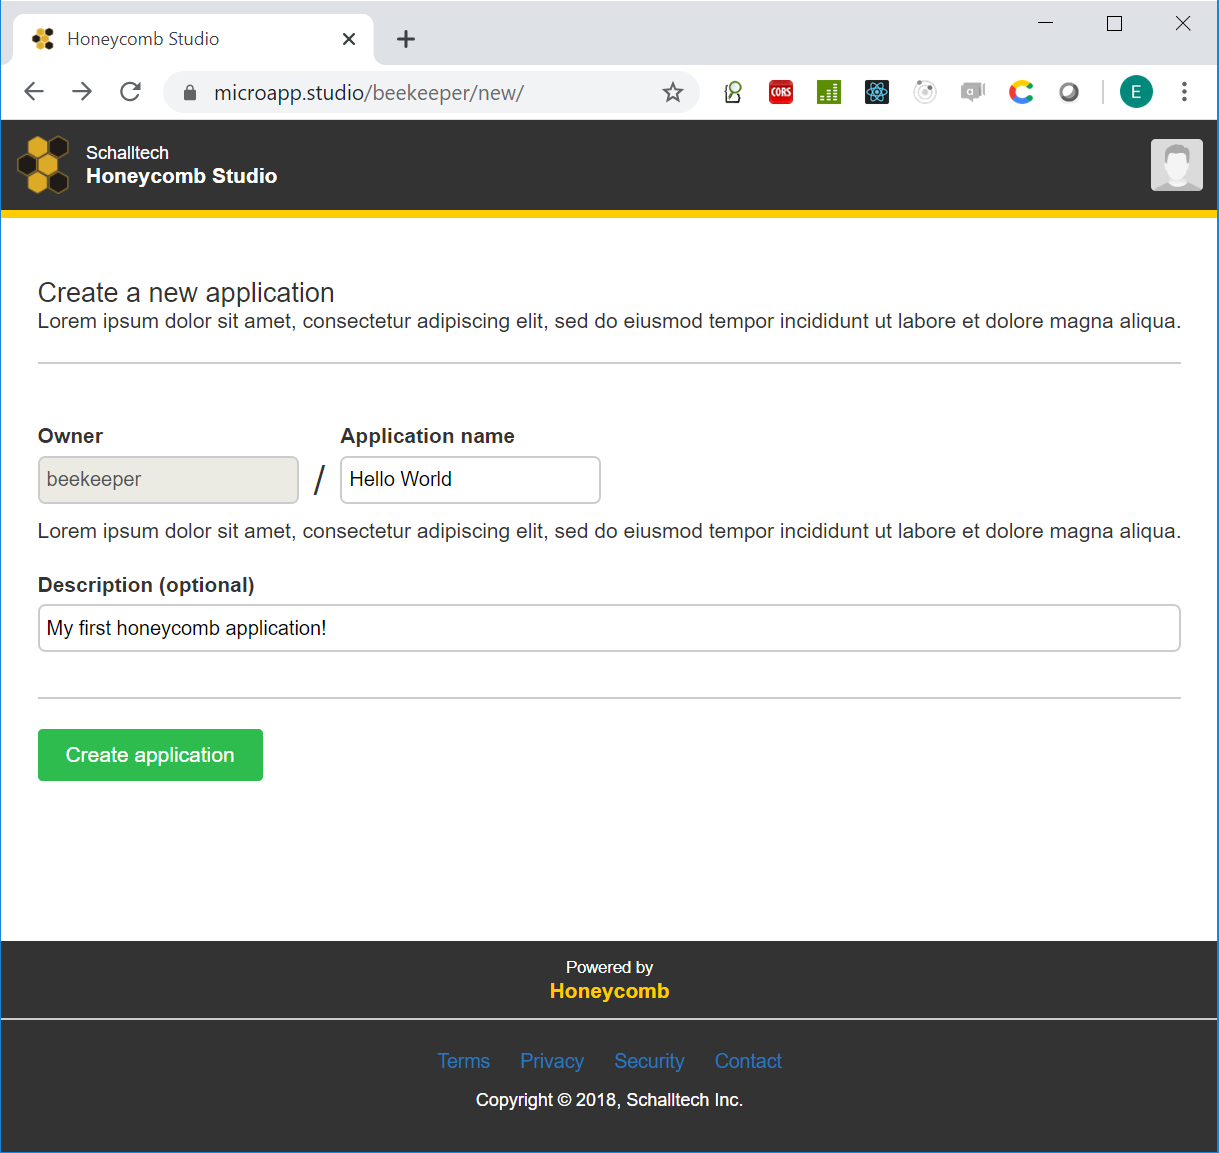 Honeycomb Studio
microapp.studio/beekeeper/new/
CORS
a
E
Schalltech
Honeycomb Studio
Create a new application
Lorem ipsum dolor sit amet, consectetur adipiscing elit, sed do eiusmod tempor incididunt ut labore et dolore magna aliqua.
Owner
Application name
beekeeper / Hello World
Lorem ipsum dolor sit amet, consectetur adipiscing elit, sed do eiusmod tempor incididunt ut labore et dolore magna aliqua.
Description (optional)
My first honeycomb application!
Create application
Powered by
Honeycomb
Terms Privacy Security Contact
Copyright © 2018, Schalltech Inc.